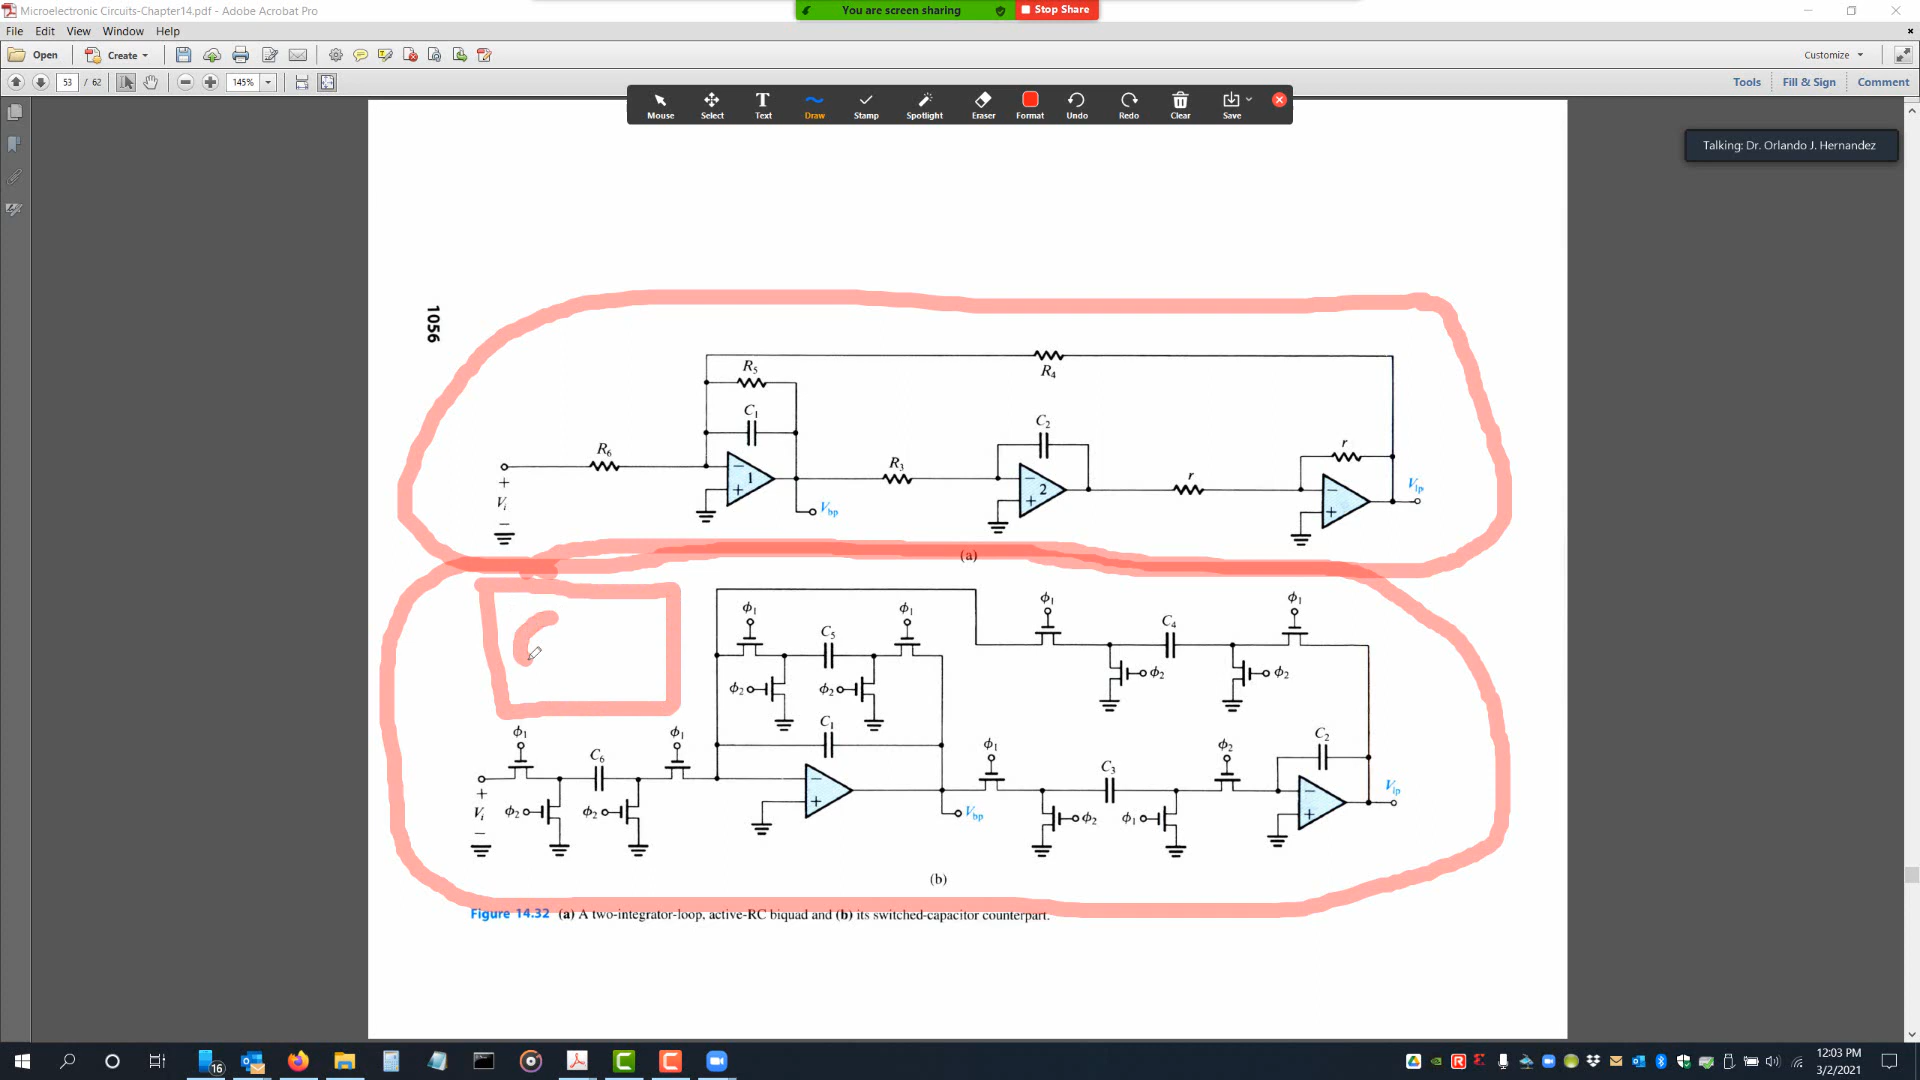 Microelectronic Circuits-Chapter14.pdf - Adobe Acrobat Pro
You are screen sharing
Stop Share
File Edit View Window Help
Open Create Customize
53 / 62 145% Tools Fill & Sign Comment
Mouse Select Text Draw Stamp Spotlight Eraser Format Undo Redo Clear Save
Talking: Dr. Orlando J. Hernandez
1056
R5 R4
C1 C2
R6 R3 r r
− 1 + − 2 + − +
+ Vi − Vbp Vlp
(a)
ϕ1 ϕ1 ϕ1 ϕ1
C5 C4
ϕ2 ϕ2 ϕ2 ϕ2
C1
ϕ1 ϕ1 ϕ1 ϕ2 C2
C6 C3
− + − +
+ Vi − ϕ2 ϕ2 Vbp ϕ2 ϕ1 Vlp
(b)
Figure 14.32 (a) A two-integrator-loop, active-RC biquad and (b) its switched-capacitor counterpart.
16
12:03 PM
3/2/2021